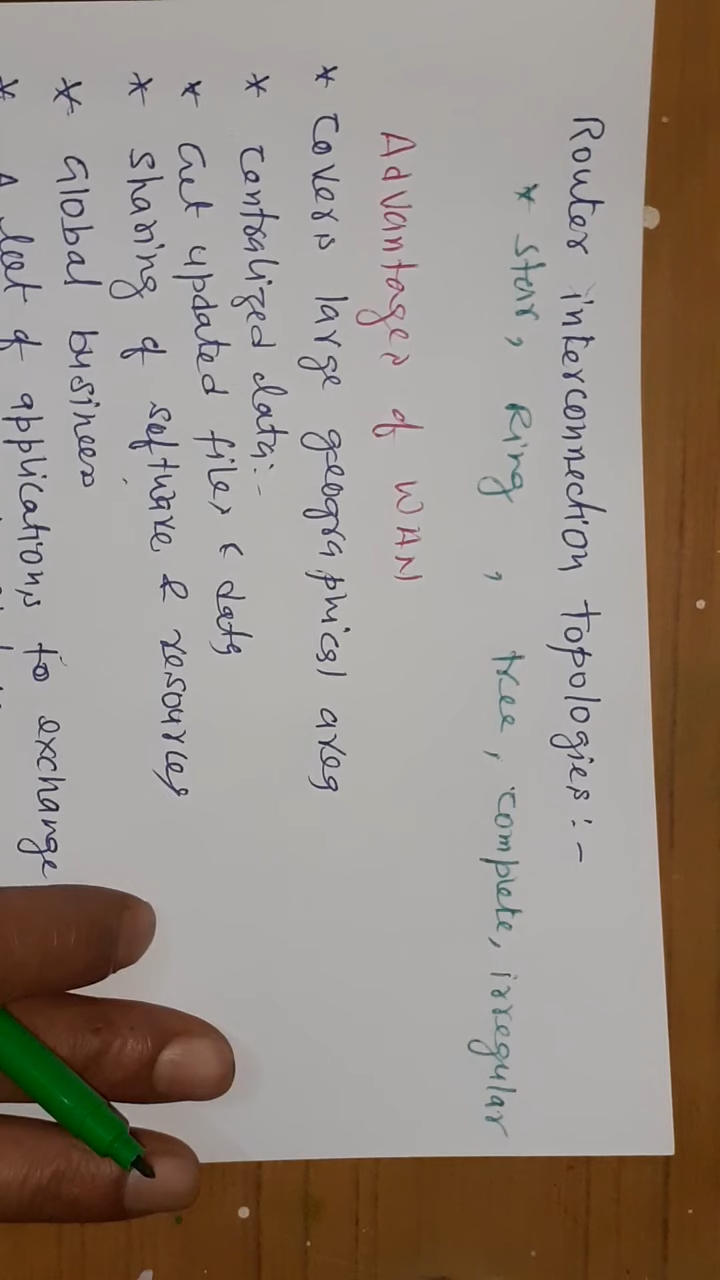 Router interconnection topologies:-
* Star, Ring, tree, complete, irregular
Advantages of WAN
* Covers large geographical area
* Centralized data:-
* Get updated files & data
* Sharing of software & resources
* Global business
* A lot of applications to exchange